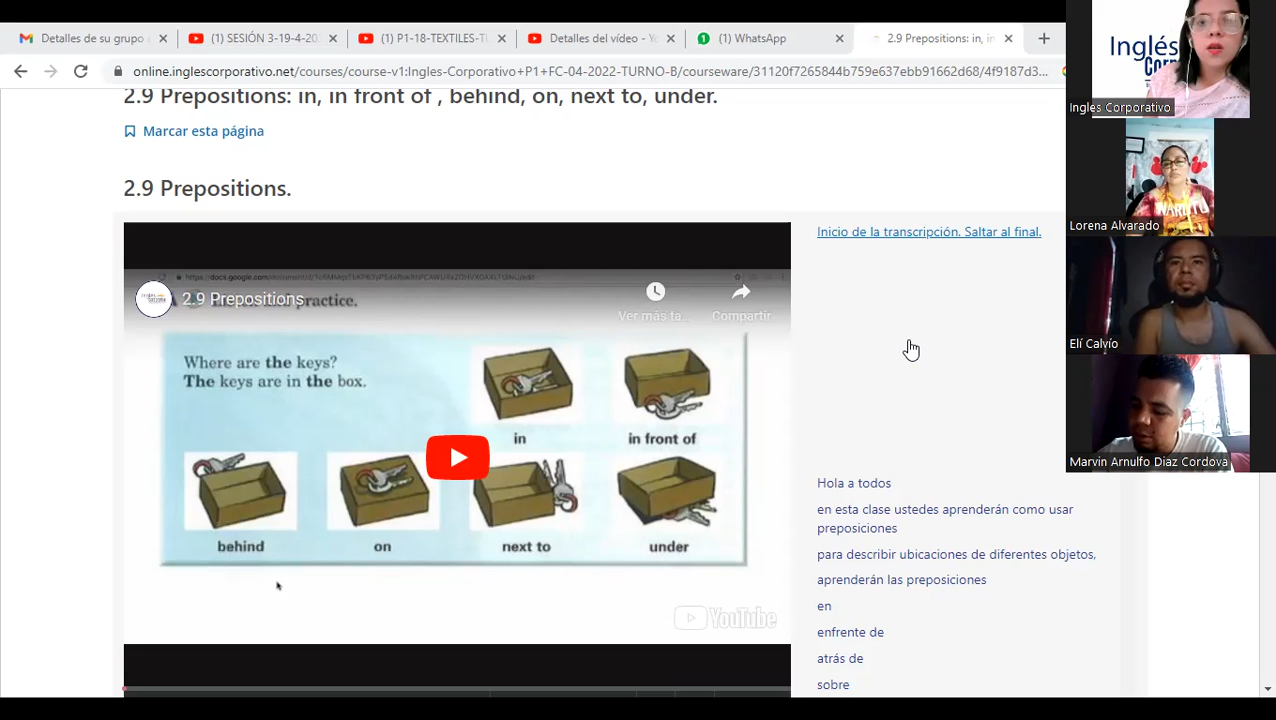 Detalles de su grupo
(1) SESIÓN 3-19-4-20
(1) P1-18-TEXTILES-T
Detalles del vídeo - Yo
(1) WhatsApp
2.9 Prepositions: in, in
online.inglescorporativo.net/courses/course-v1:InglesCorporativo+P1+FC-04-2022-TURNO-B/courseware/31120f7265844b759e637ebb91662d68/4f9187d3...
2.9 Prepositions: in, in front of , behind, on, next to, under.
Marcar esta página
2.9 Prepositions.
2.9 Prepositions
practice.
Ver más ta...
Compartir
Where are the keys?
The keys are in the box.
in
in front of
behind
on
next to
under
YouTube
Inicio de la transcripción. Saltar al final.
Hola a todos
en esta clase ustedes aprenderán como usar
preposiciones
para describir ubicaciones de diferentes objetos,
aprenderán las preposiciones
en
enfrente de
atrás de
sobre
Inglés
Corp
Ingles Corporativo
Lorena Alvarado
Elí Calvío
Marvin Arnulfo Diaz Cordova